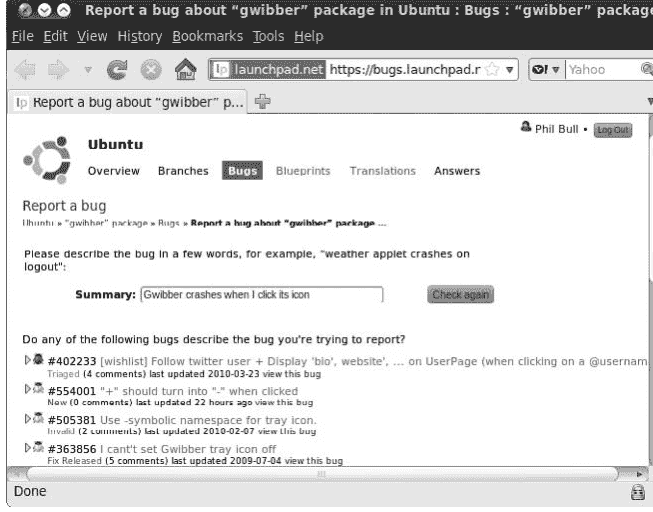 Report a bug about “gwibber” package in Ubuntu : Bugs : “gwibber” package
File Edit View History Bookmarks Tools Help
lp launchpad.net https://bugs.launchpad.r Yahoo
lp Report a bug about “gwibber” p...
Phil Bull • Log Out
Ubuntu
Overview Branches Bugs Blueprints Translations Answers
Report a bug
Ubuntu » "gwibber" package » Bugs » Report a bug about “gwibber” package ...
Please describe the bug in a few words, for example, "weather applet crashes on
logout":
Summary: Gwibber crashes when I click its icon Check again
Do any of the following bugs describe the bug you're trying to report?
#402233 [wishlist] Follow twitter user + Display 'bio', website', ... on UserPage (when clicking on a @usernam
Triaged (4 comments) last updated 2010-03-23 view this bug
#554001 "+" should turn into "-" when clicked
New (0 comments) last updated 22 hours ago view this bug
#505381 Use -symbolic namespace for tray icon.
Invalid (2 comments) last updated 2010-02-07 view this bug
#363856 I cant't set Gwibber tray icon off
Fix Released (5 comments) last updated 2009-07-04 view this bug
Done